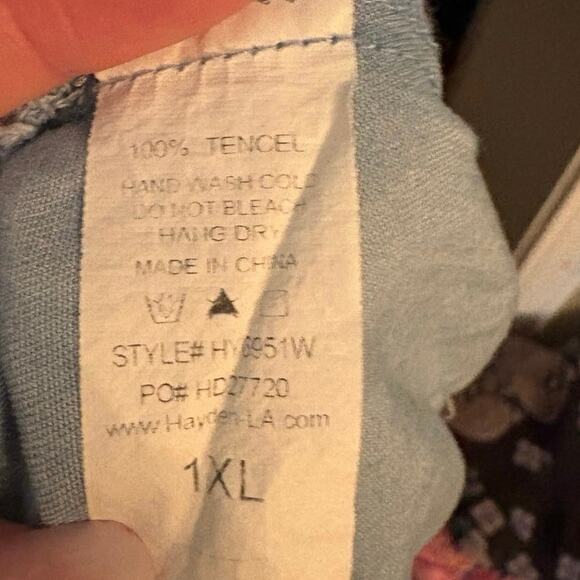 100% TENCEL
HAND WASH COLD
DO NOT BLEACH
HANG DRY
MADE IN CHINA
STYLE# HY6951W
PO# HD27720
www.Hayden-LA.com
1XL